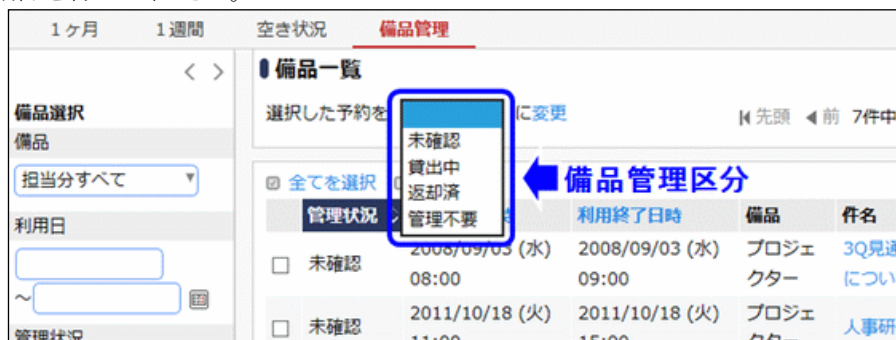 1ヶ月 1週間 空き状況 備品管理
< >
備品一覧
備品選択
選択した予約を に変更
先頭 前 7件中
備品
未確認
貸出中
返却済
管理不要
備品管理区分
担当分すべて
全てを選択
利用日
管理状況 利用終了日時 備品 件名
未確認 2008/09/03 (水) 08:00 2008/09/03 (水) 09:00 プロジェクター 3Q見通
につい
~
未確認 2011/10/18 (火) 2011/10/18 (火) プロジェ 人事研
管理状況